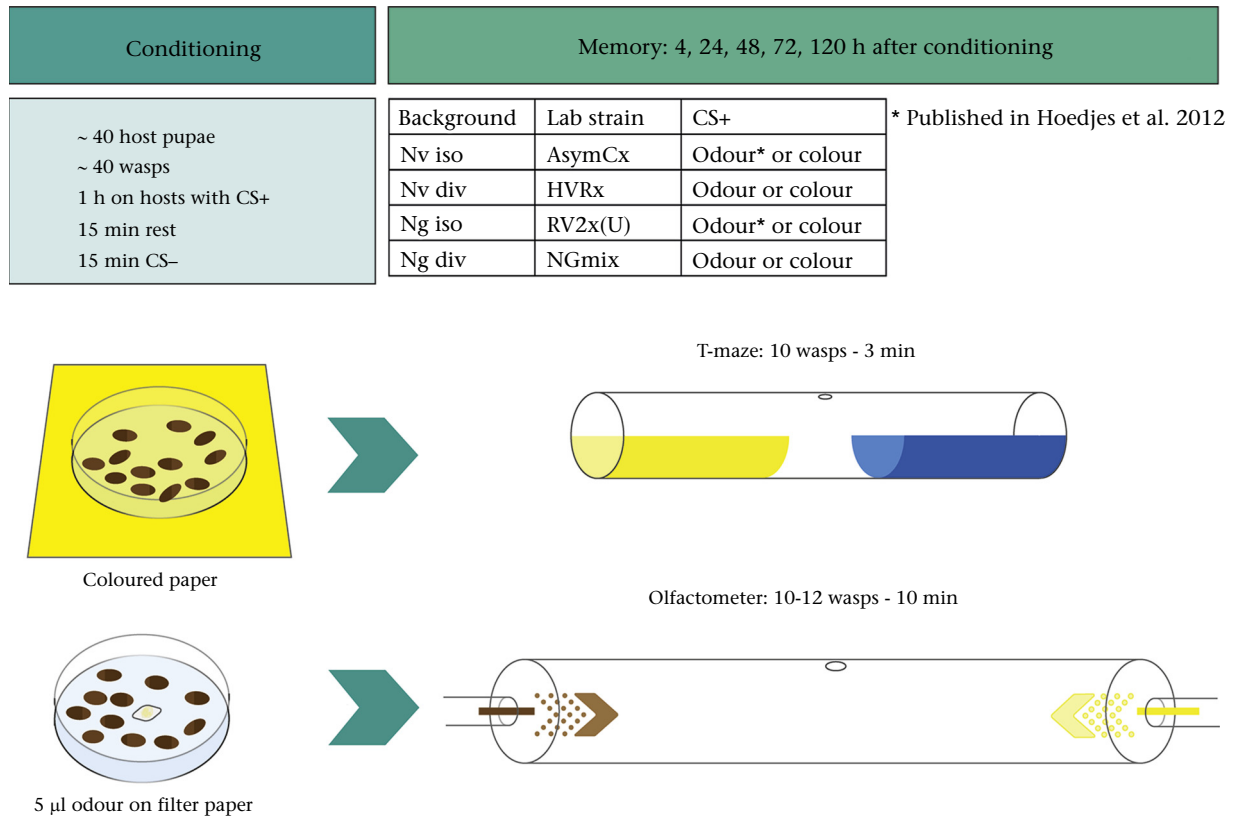 Conditioning
Memory: 4, 24, 48, 72, 120 h after conditioning
~ 40 host pupae
~ 40 wasps
1 h on hosts with CS+
15 min rest
15 min CS–
Background Lab strain CS+
Nv iso AsymCx Odour* or colour
Nv div HVRx Odour or colour
Ng iso RV2x(U) Odour* or colour
Ng div NGmix Odour or colour
* Published in Hoedjes et al. 2012
T-maze: 10 wasps - 3 min
Coloured paper
Olfactometer: 10-12 wasps - 10 min
5 µl odour on filter paper